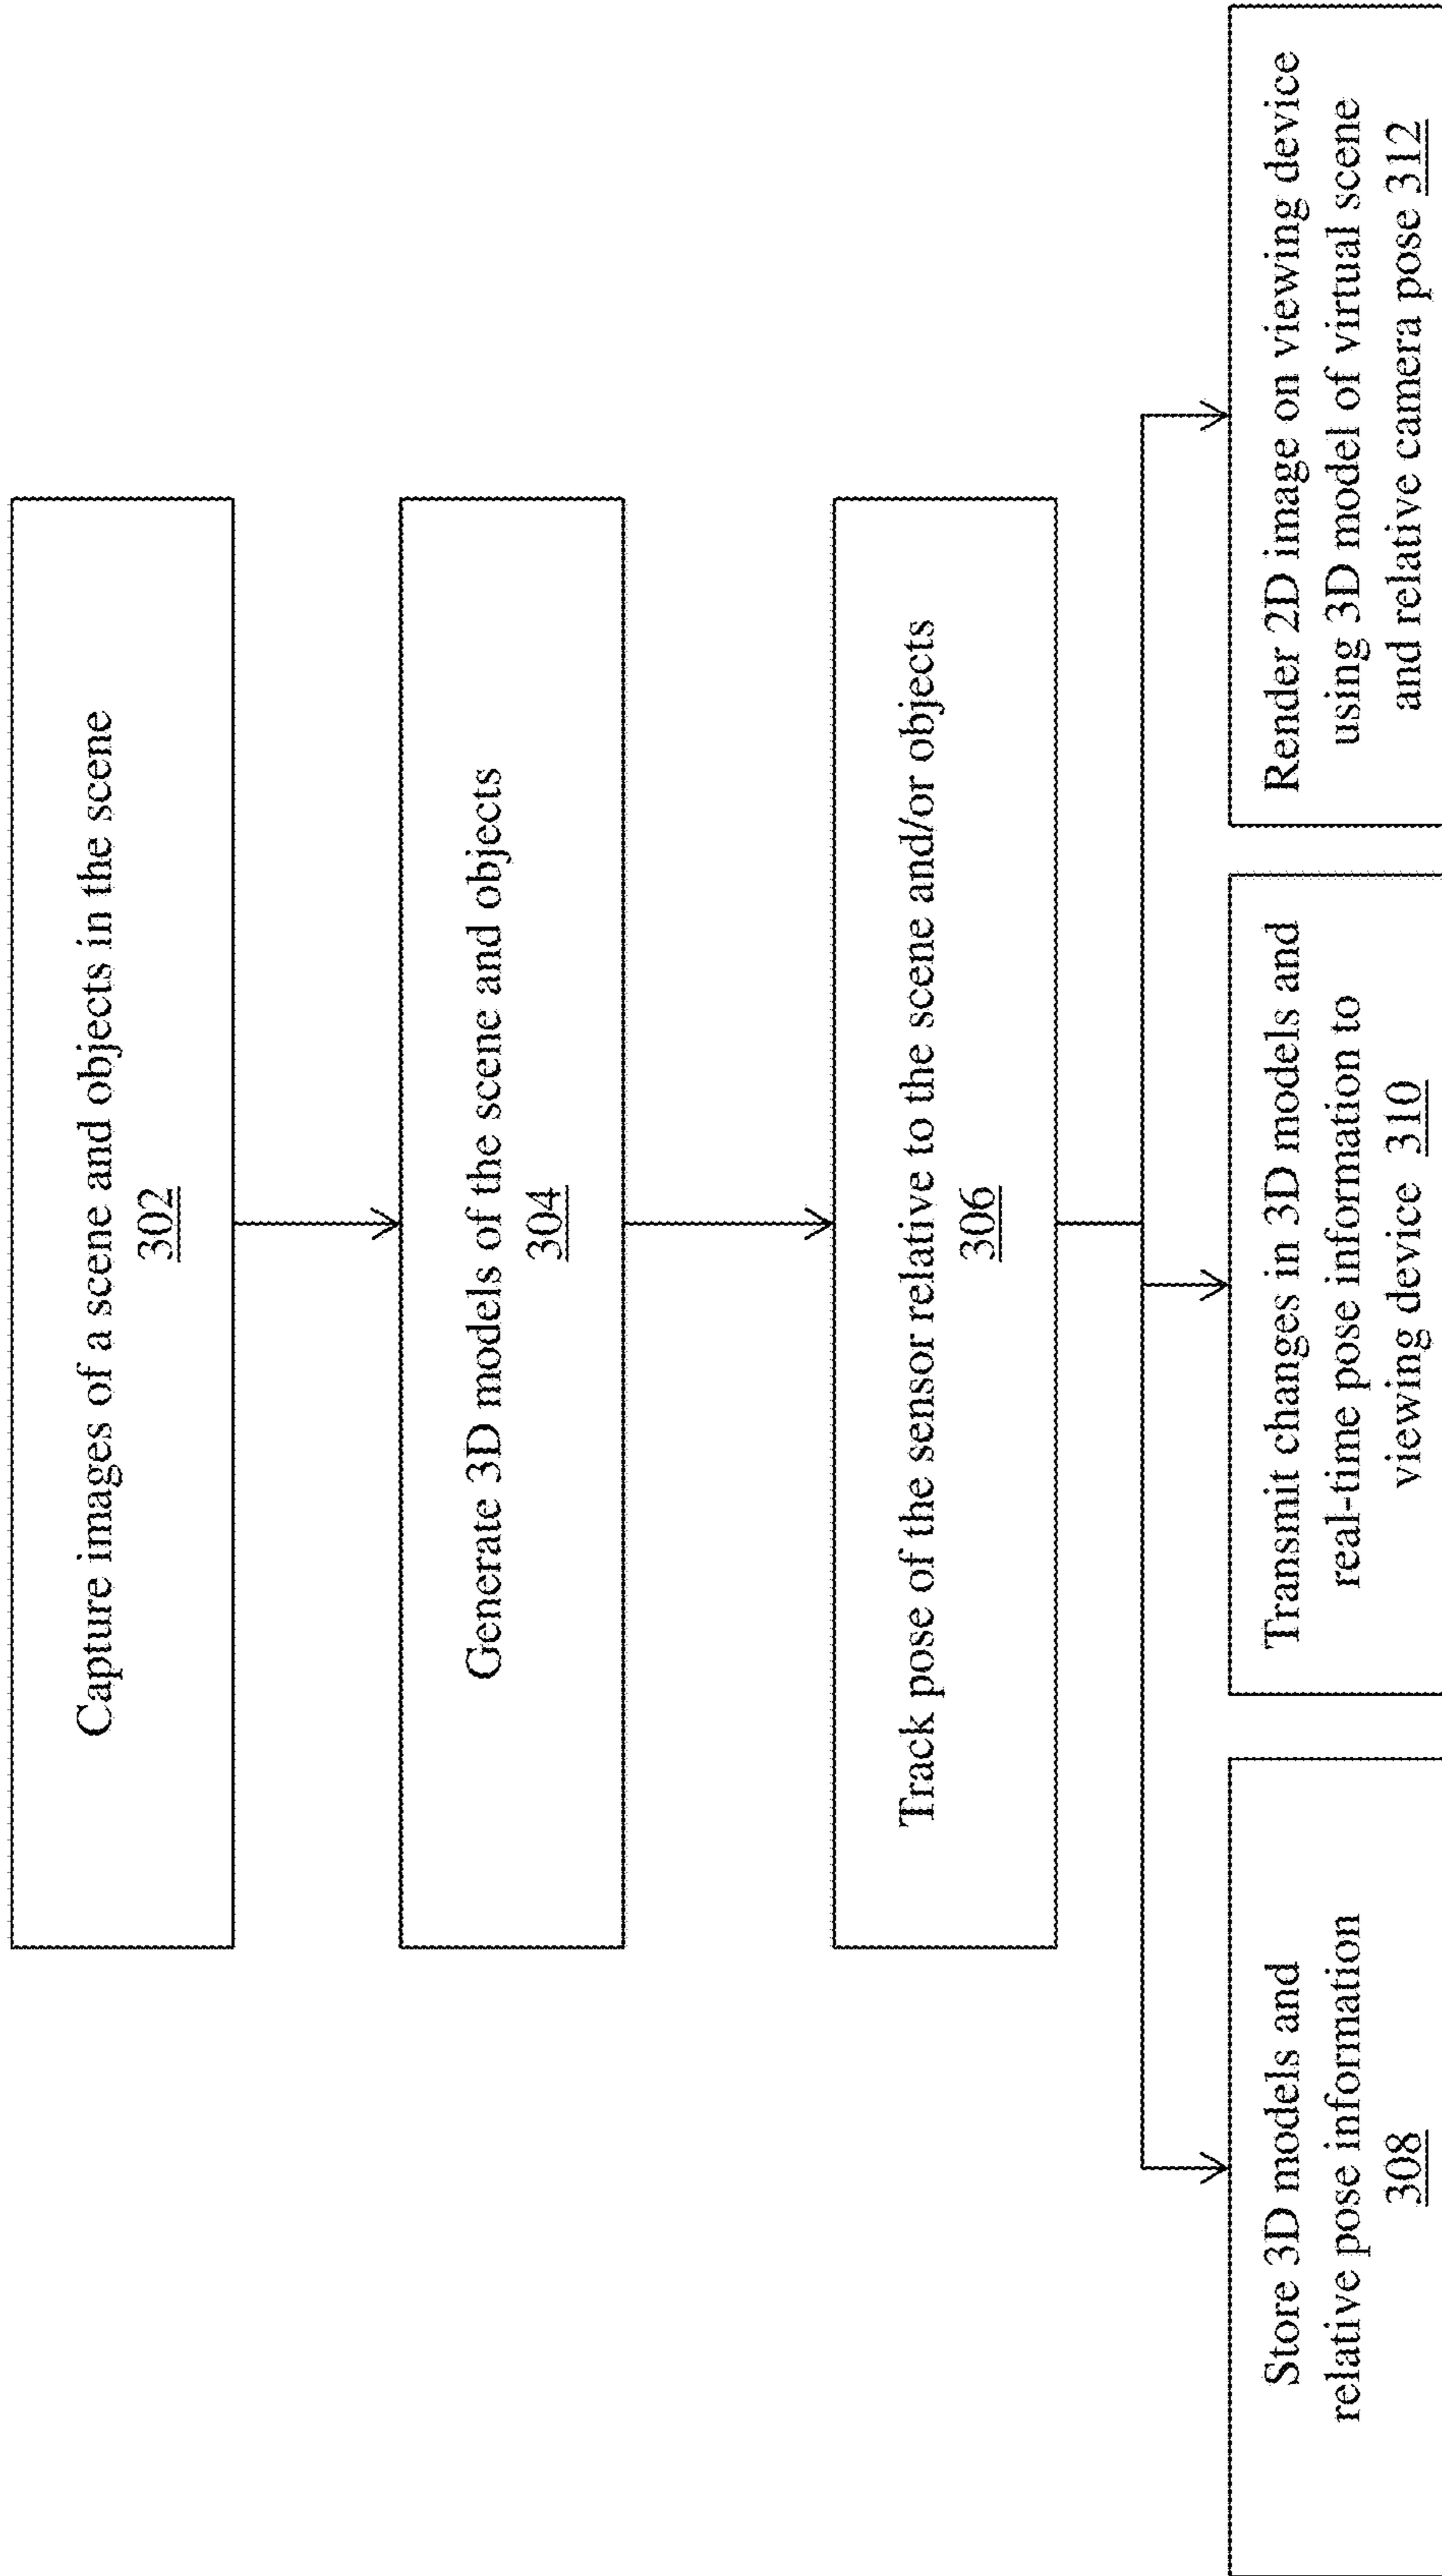 Capture images of a scene and objects in the scene
302
Generate 3D models of the scene and objects
304
Track pose of the sensor relative to the scene and/or objects
306
Store 3D models and
relative pose information
308
Transmit changes in 3D models and
real-time pose information to
viewing device 310
Render 2D image on viewing device
using 3D model of virtual scene
and relative camera pose 312